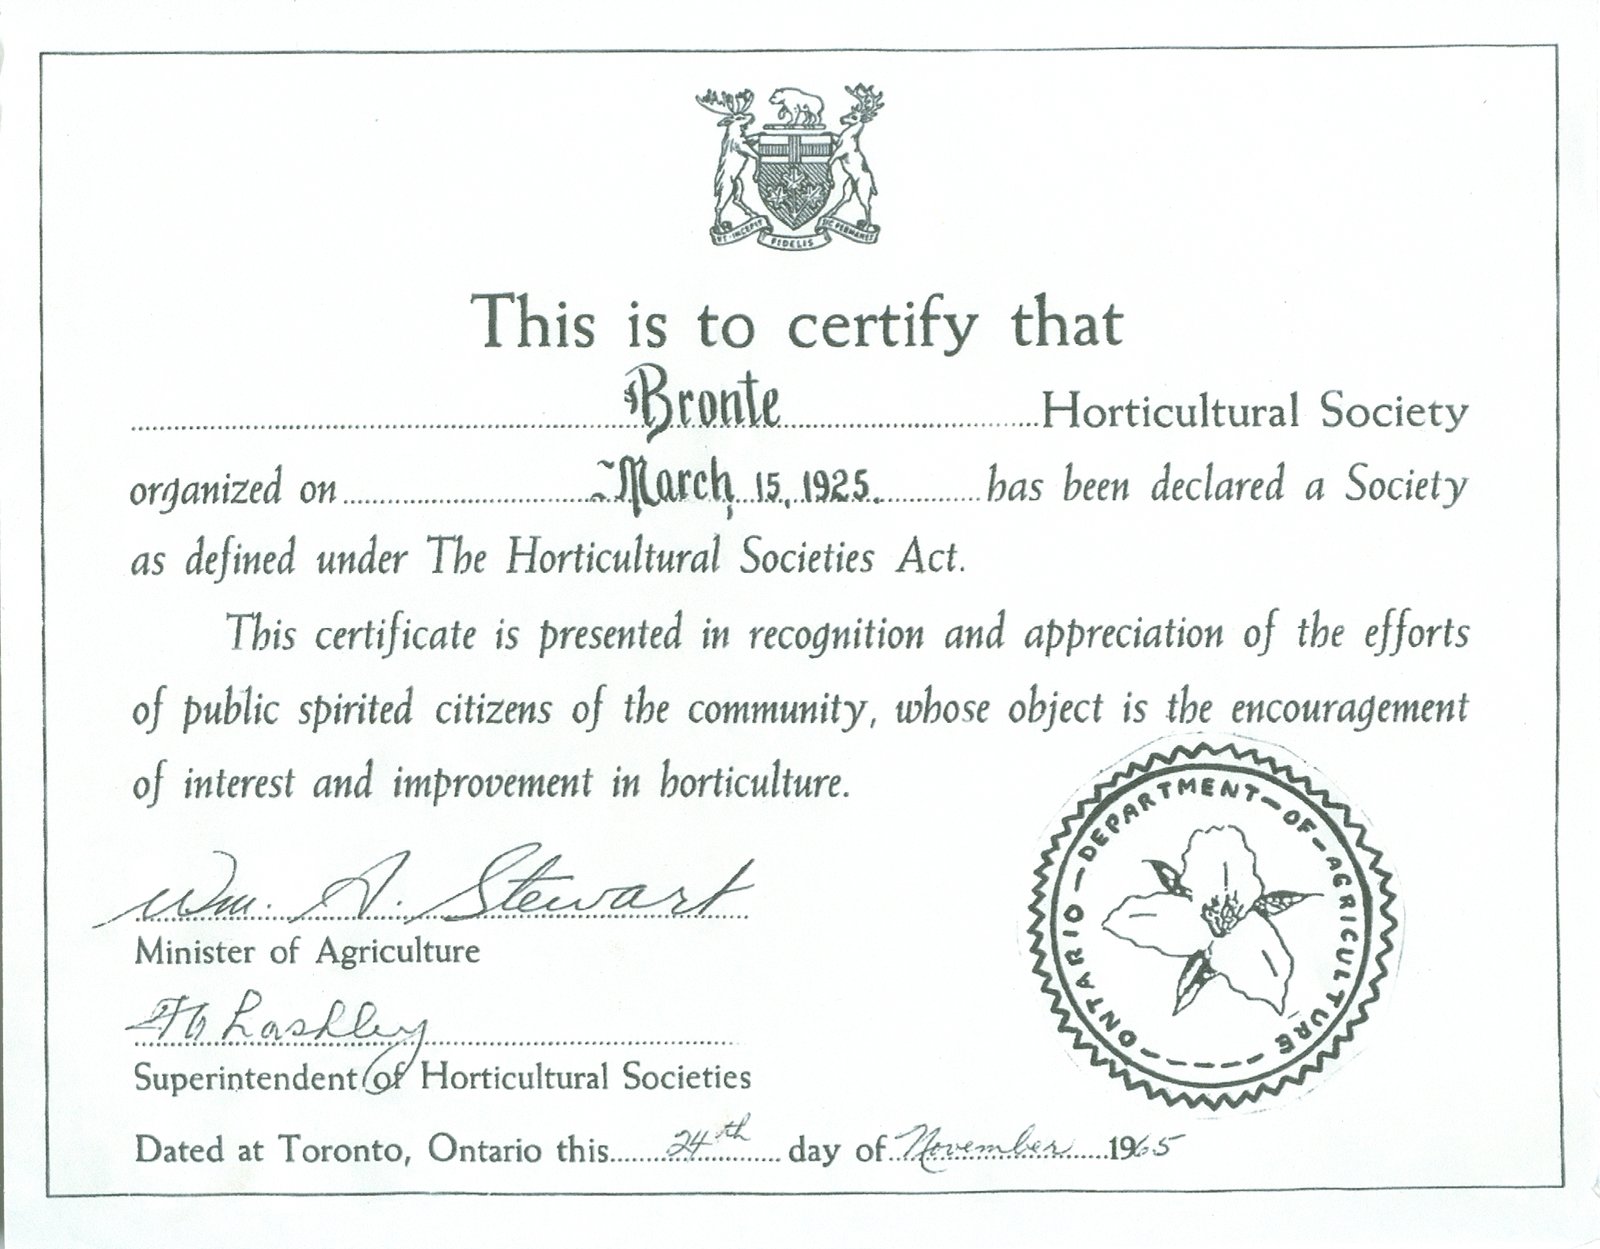 UT·INCEPIT FIDELIS SIC PERMANET
This is to certify that
Bronte Horticultural Society
organized on March, 15, 1925. has been declared a Society
as defined under The Horticultural Societies Act.
This certificate is presented in recognition and appreciation of the efforts
of public spirited citizens of the community, whose object is the encouragement
of interest and improvement in horticulture.
Wm. A. Stewart
Minister of Agriculture
Lashley
Superintendent of Horticultural Societies
ONTARIO — DEPARTMENT — OF — AGRICULTURE
Dated at Toronto, Ontario this 24th day of November 1965